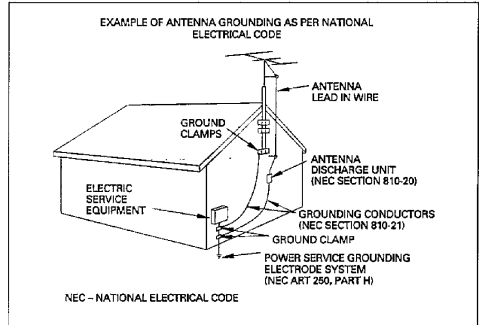 EXAMPLE OF ANTENNA GROUNDING AS PER NATIONAL
ELECTRICAL CODE
ANTENNA
LEAD IN WIRE
GROUND
CLAMPS
ANTENNA
DISCHARGE UNIT
(NEC SECTION 810-20)
ELECTRIC
SERVICE
EQUIPMENT
GROUNDING CONDUCTORS
(NEC SECTION 810-21)
GROUND CLAMP
POWER SERVICE GROUNDING
ELECTRODE SYSTEM
(NEC ART 250, PART H)
NEC – NATIONAL ELECTRICAL CODE